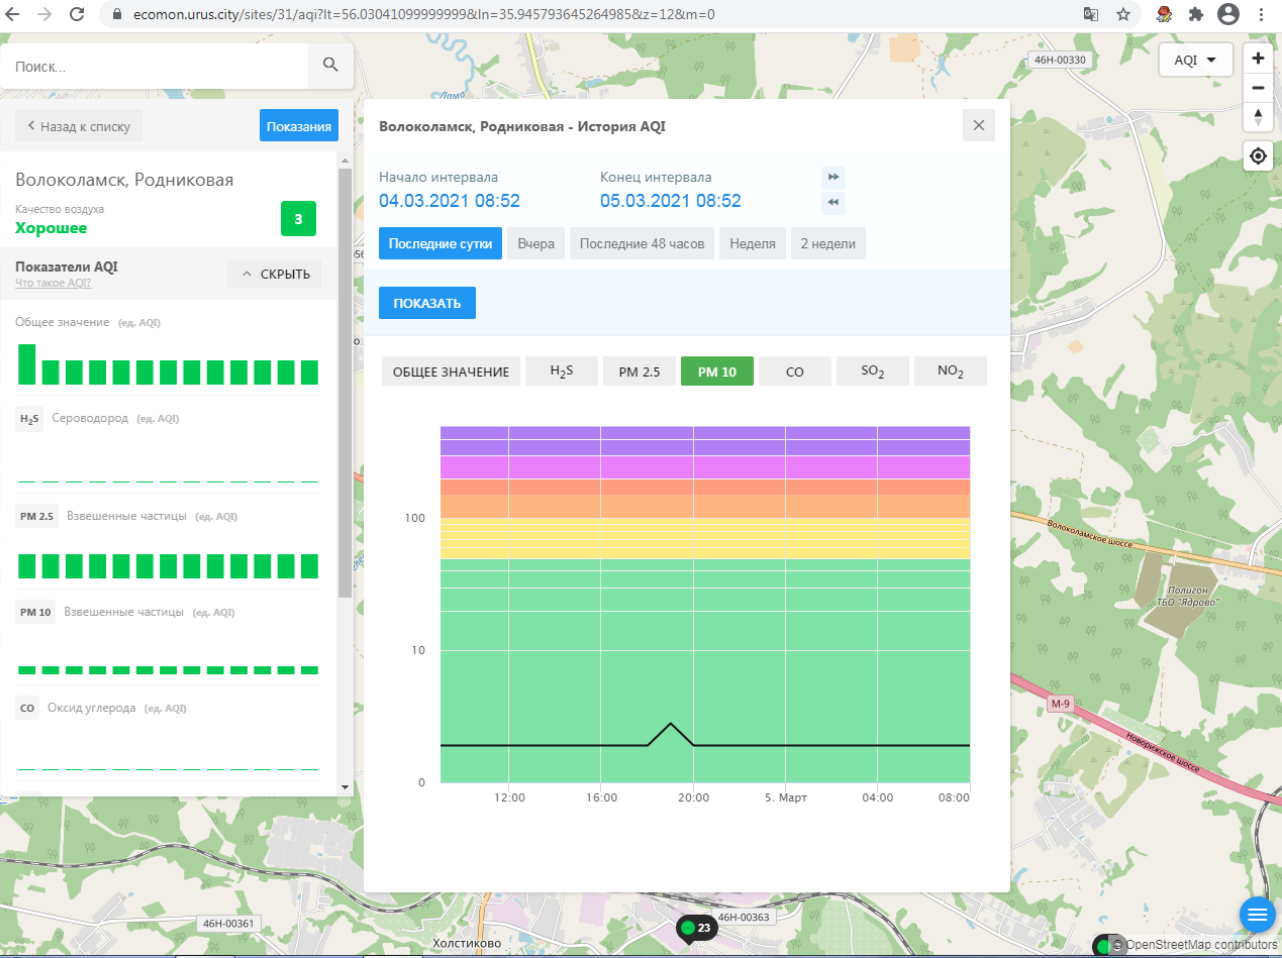 ecomon.urus.city/sites/31/aqi?lt=56.03041099999999&ln=35.945793645264985&z=12&m=0
Поиск...
46Н-00330
AQI
Лама
Назад к списку
Показания
Волоколамск, Родниковая - История AQI
Волоколамск, Родниковая
Качество воздуха
Хорошее
3
Начало интервала
Конец интервала
04.03.2021 08:52
05.03.2021 08:52
Последние сутки
Вчера
Последние 48 часов
Неделя
2 недели
Показатели AQI
Что такое AQI?
СКРЫТЬ
ПОКАЗАТЬ
Общее значение (ед. AQI)
ОБЩЕЕ ЗНАЧЕНИЕ
H2S
PM 2.5
PM 10
CO
SO2
NO2
H2S Сероводород (ед. AQI)
PM 2.5 Взвешенные частицы (ед. AQI)
PM 10 Взвешенные частицы (ед. AQI)
CO Оксид углерода (ед. AQI)
100
10
0
12:00
16:00
20:00
5. Март
04:00
08:00
Волоколамское шоссе
Полигон
ТБО "Ядрово"
М-9
Новорижское шоссе
46Н-00361
46Н-00363
23
Холстиково
© OpenStreetMap contributors